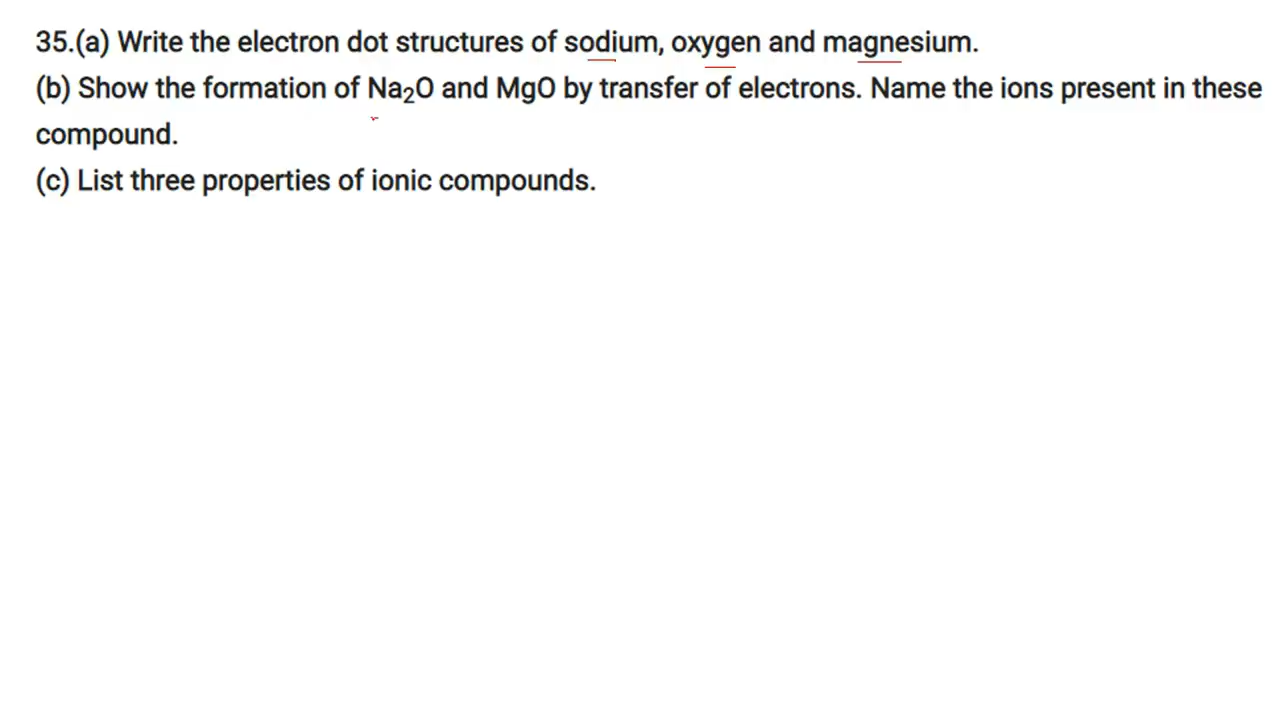 35.(a) Write the electron dot structures of sodium, oxygen and magnesium.
(b) Show the formation of Na₂O and MgO by transfer of electrons. Name the ions present in these
compound.
(c) List three properties of ionic compounds.